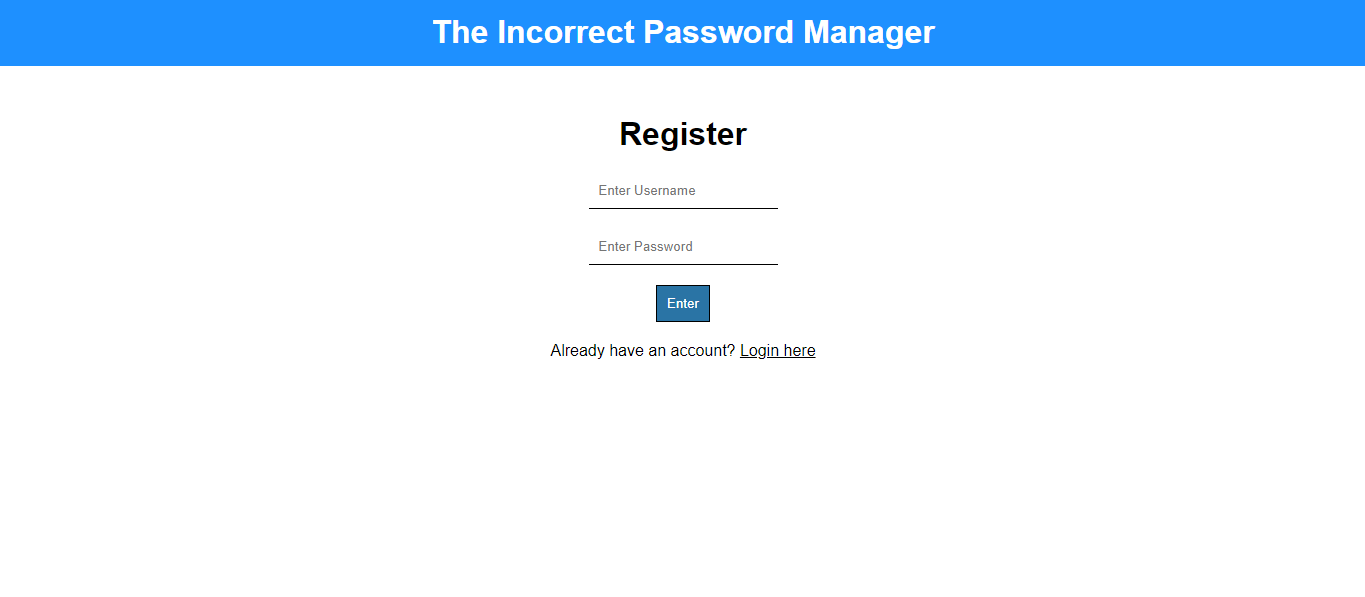 The Incorrect Password Manager
Register
Enter Username
Enter Password
Enter
Already have an account? Login here